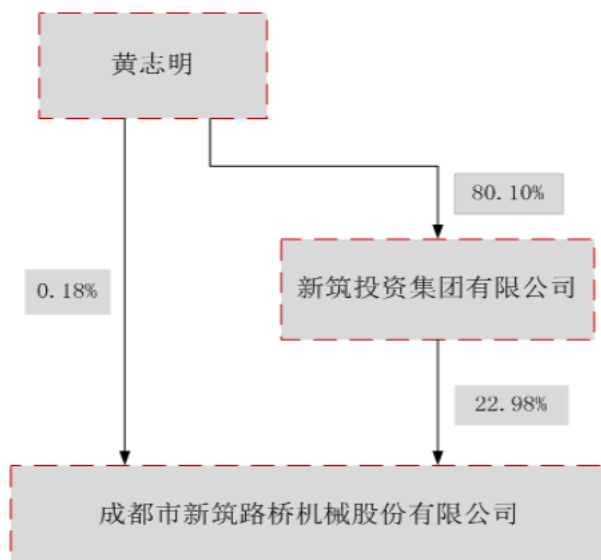 黄志明
80.10%
0.18%
新筑投资集团有限公司
22.98%
成都市新筑路桥机械股份有限公司